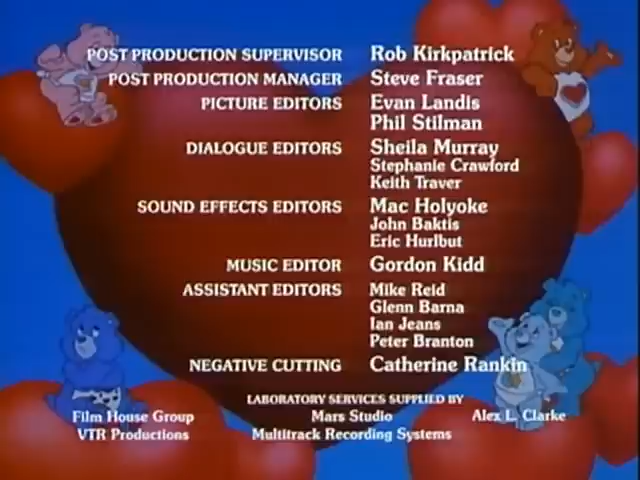 POST PRODUCTION SUPERVISOR Rob Kirkpatrick
POST PRODUCTION MANAGER Steve Fraser
PICTURE EDITORS Evan Landis
Phil Stilman
DIALOGUE EDITORS Sheila Murray
Stephanie Crawford
Keith Traver
SOUND EFFECTS EDITORS Mac Holyoke
John Baktis
Eric Hurlbut
MUSIC EDITOR Gordon Kidd
ASSISTANT EDITORS Mike Reid
Glenn Barna
Ian Jeans
Peter Branton
NEGATIVE CUTTING Catherine Rankin
LABORATORY SERVICES SUPPLIED BY
Film House Group Mars Studio Alex L. Clarke
VTR Productions Multitrack Recording Systems